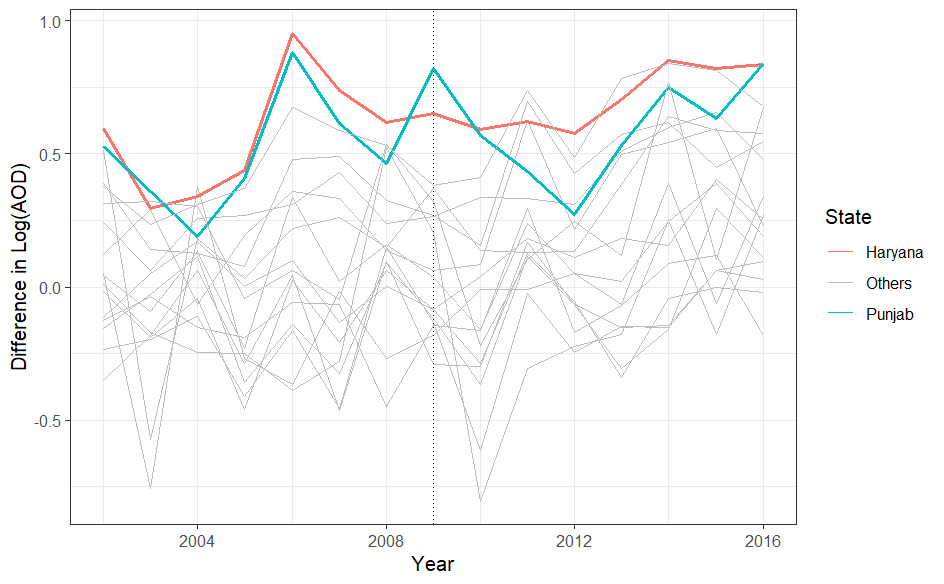 Difference in Log(AOD)
1.0
0.5
0.0
-0.5
2004
2008
2012
2016
Year
State
Haryana
Others
Punjab